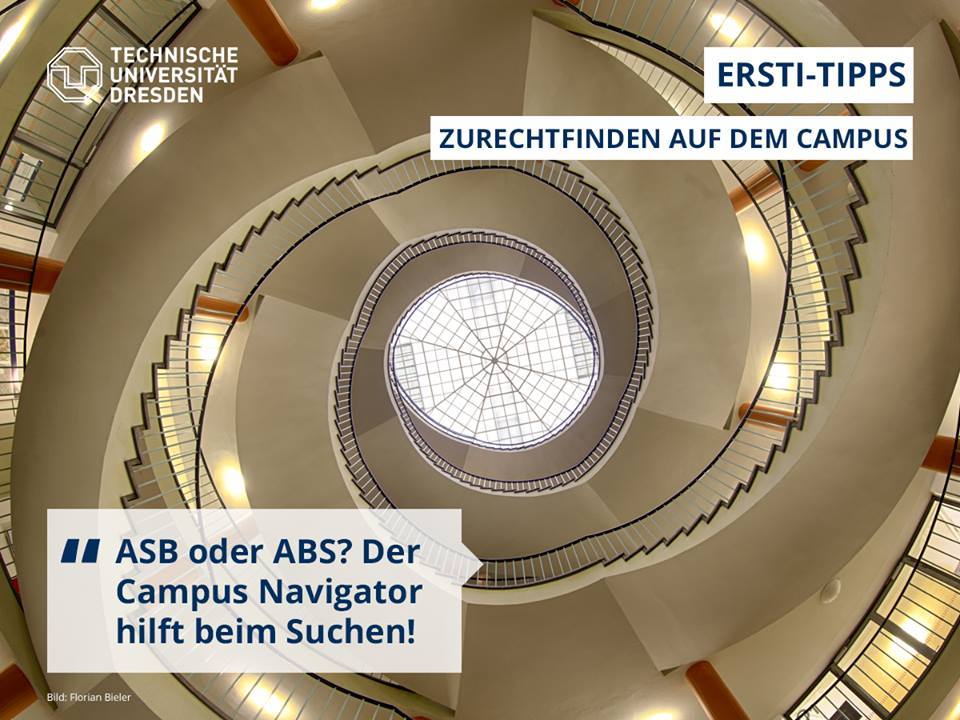 TECHNISCHE
UNIVERSITÄT
DRESDEN
ERSTI-TIPPS
ZURECHTFINDEN AUF DEM CAMPUS
ASB oder ABS? Der
Campus Navigator
hilft beim Suchen!
Bild: Florian Bieler